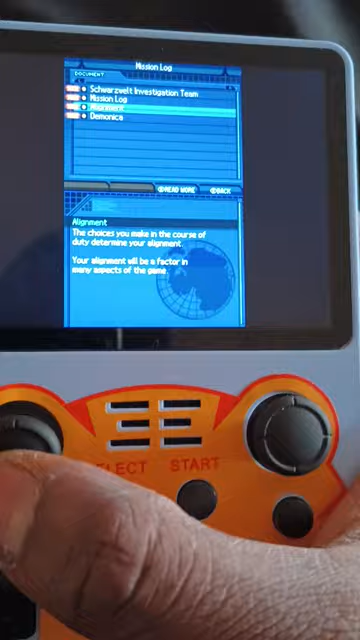 Mission Log
DOCUMENT
Schwarzwelt Investigation Team
Mission Log
Alignment
Demonica
READ MORE
BACK
Alignment
The choices you make in the course of
duty determine your alignment.
Your alignment will be a factor in
many aspects of the game.
START